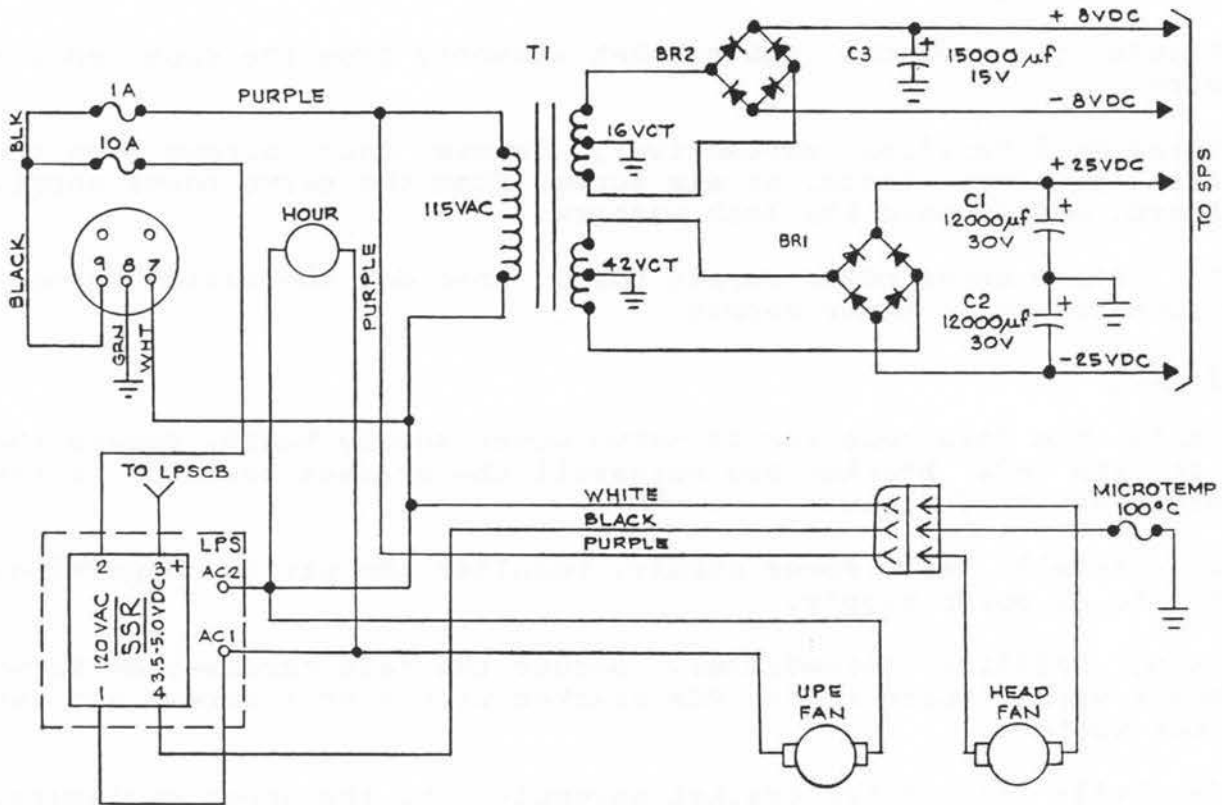 + 8VDC
T1
BR2
C3
+
15000μf
15V
1A
PURPLE
- 8VDC
BLK
10A
16VCT
+25VDC
TO SPS
HOUR
115VAC
C1
+
12000μf
30V
BR1
BLACK
9 8 7
PURPLE
42VCT
C2
+
12000μf
30V
GRN
WHT
-25VDC
TO LPSCB
WHITE
MICROTEMP
100°C
BLACK
PURPLE
LPS
2
3+
AC2
120 VAC
SSR
3.5-5.0VDC
AC1
1
4
UPE
FAN
HEAD
FAN